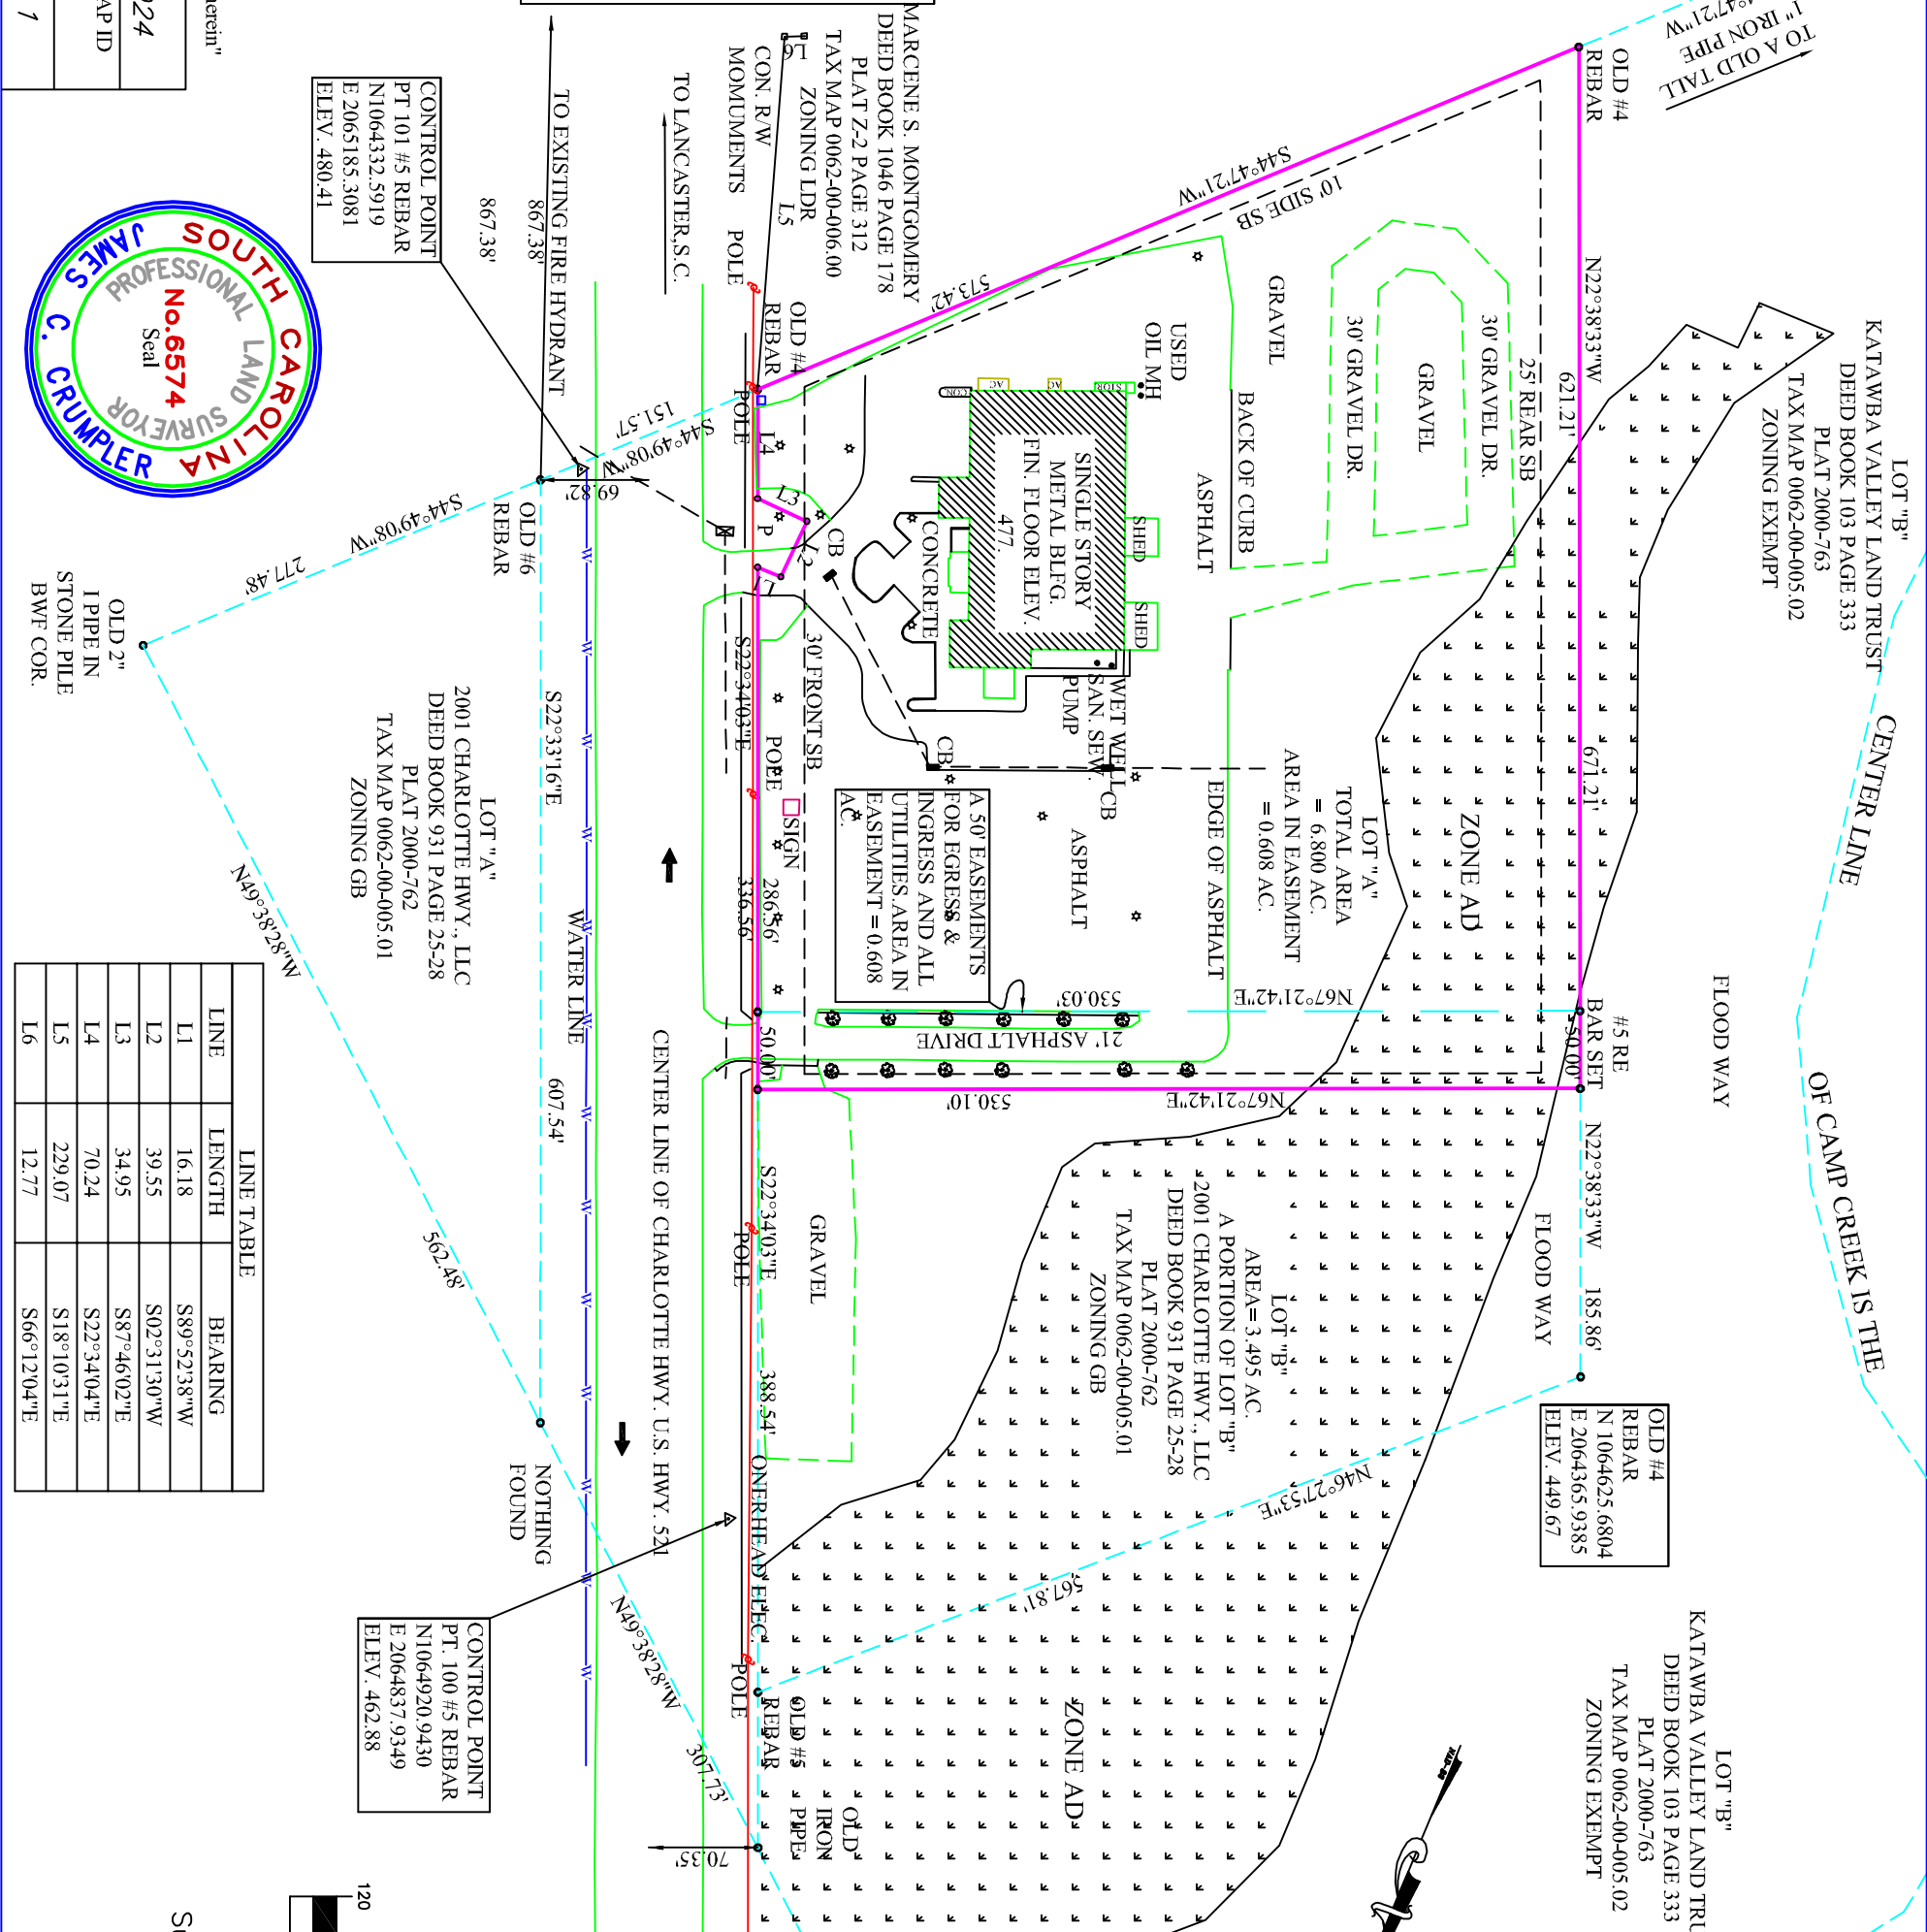 TO A OLD TALL
1" IRON PIPE
OLD #4
REBAR
N22°38'33"W
621.21'
671.21'
LOT "B"
KATAWBA VALLEY LAND TRUST
DEED BOOK 103 PAGE 333
PLAT 2000-763
TAX MAP 0062-00-005.02
ZONING EXEMPT
CENTER LINE
OF CAMP CREEK IS THE
FLOOD WAY
#5 RE
BAR SET
50.00'
N22°38'33"W
185.86'
FLOOD WAY
OLD #4
REBAR
N 1064625.6804
E 2064365.9385
ELEV. 449.67
LOT "B"
KATAWBA VALLEY LAND TRU
DEED BOOK 103 PAGE 333
PLAT 2000-763
TAX MAP 0062-00-005.02
ZONING EXEMPT
S44°47'21"W
573.42'
10' SIDE SB
25' REAR SB
30' GRAVEL DR.
GRAVEL
30' GRAVEL DR.
GRAVEL
BACK OF CURB
ASPHALT
USED
OIL MH
STOR
AC
AC
CON
SHED
SHED
SINGLE STORY
METAL BLFG.
FIN. FLOOR ELEV.
477.
CONCRETE
WET WELL
SAN. SEW.
PUMP
CB
CB
CB
ZONE AD
LOT "A"
TOTAL AREA
= 6.800 AC.
AREA IN EASEMENT
= 0.608 AC.
EDGE OF ASPHALT
ASPHALT
A 50' EASEMENTS
FOR EGRESS &
INGRESS AND ALL
UTILITIES.AREA IN
EASEMENT = 0.608
AC.
N67°21'42"E
530.03'
21' ASPHALT DRIVE
N67°21'42"E
530.10'
LOT "B"
AREA= 3.495 AC.
A PORTION OF LOT "B"
2001 CHARLOTTE HWY., LLC
DEED BOOK 931 PAGE 25-28
PLAT 2000-762
TAX MAP 0062-00-005.01
ZONING GB
N46°27'53"E
567.81'
ZONE AD
MARCENE S. MONTGOMERY
DEED BOOK 1046 PAGE 178
PLAT Z-2 PAGE 312
TAX MAP 0062-00-006.00
ZONING LDR
L6
L5
CON. R/W
MOMUMENTS
POLE
OLD #4
REBAR
POLE
L4
L3
P
L2
L1
30' FRONT SB
S22°34'03"E
POLE
SIGN
286.56'
336.56'
50.00'
GRAVEL
S22°34'03"E
388.54'
POLE
ONERHEAD ELEC.
POLE
OLD #5
REBAR
OLD
IRON
PIPE
70.35'
TO LANCASTER,S.C.
TO EXISTING FIRE HYDRANT
867.38'
867.38'
CENTER LINE OF CHARLOTTE HWY. U.S. HWY. 521
W W W W W W W W W W W W W
WATER LINE
S44°49'08"W
151.57'
69.82'
OLD #6
REBAR
S22°33'16"E
607.54'
S44°49'08"W
277.48'
OLD 2"
I PIPE IN
STONE PILE
BWF COR.
LOT "A"
2001 CHARLOTTE HWY., LLC
DEED BOOK 931 PAGE 25-28
PLAT 2000-762
TAX MAP 0062-00-005.01
ZONING GB
N49°38'28"W
562.48'
NOTHING
FOUND
N49°38'28"W
307.73'
CONTROL POINT
PT. 100 #5 REBAR
N1064920.9430
E 2064837.9349
ELEV. 462.88
CONTROL POINT
PT 101 #5 REBAR
N1064332.5919
E 2065185.3081
ELEV. 480.41
SOUTH CAROLINA
JAMES C. CRUMPLER
PROFESSIONAL LAND SURVEYOR
No.6574
Seal
LINE TABLE
LINE LENGTH BEARING
L1 16.18 S89°52'38"W
L2 39.55 S02°31'30"W
L3 34.95 S87°46'02"E
L4 70.24 S22°34'04"E
L5 229.07 S18°10'31"E
L6 12.77 S66°12'04"E
120